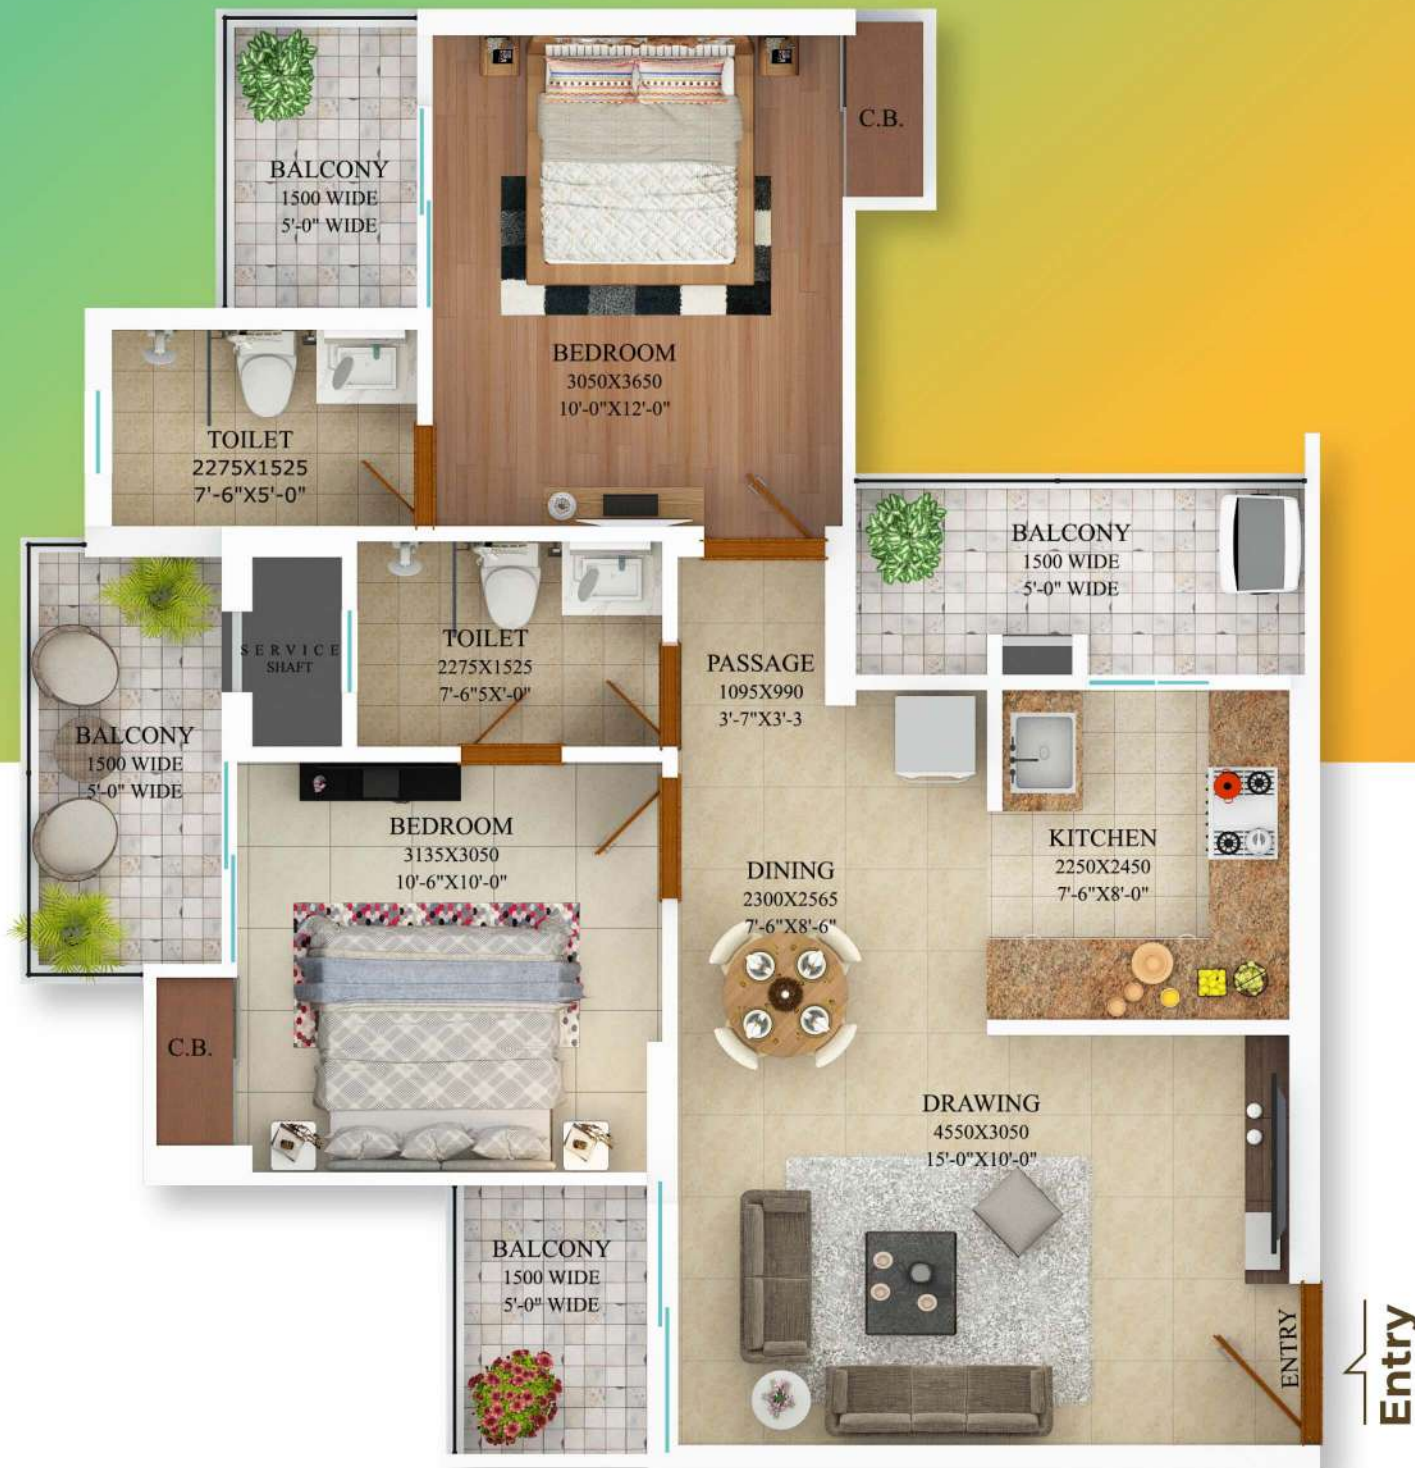 C.B.
BALCONY
1500 WIDE
5'-0" WIDE
BEDROOM
3050X3650
10'-0"X12'-0"
TOILET
2275X1525
7'-6"X5'-0"
BALCONY
1500 WIDE
5'-0" WIDE
SERVICE
SHAFT
TOILET
2275X1525
7'-6"5X'-0"
PASSAGE
1095X990
3'-7"X3'-3
BALCONY
1500 WIDE
5'-0" WIDE
BEDROOM
3135X3050
10'-6"X10'-0"
DINING
2300X2565
7'-6"X8'-6"
KITCHEN
2250X2450
7'-6"X8'-0"
C.B.
DRAWING
4550X3050
15'-0"X10'-0"
BALCONY
1500 WIDE
5'-0" WIDE
ENTRY
Entry